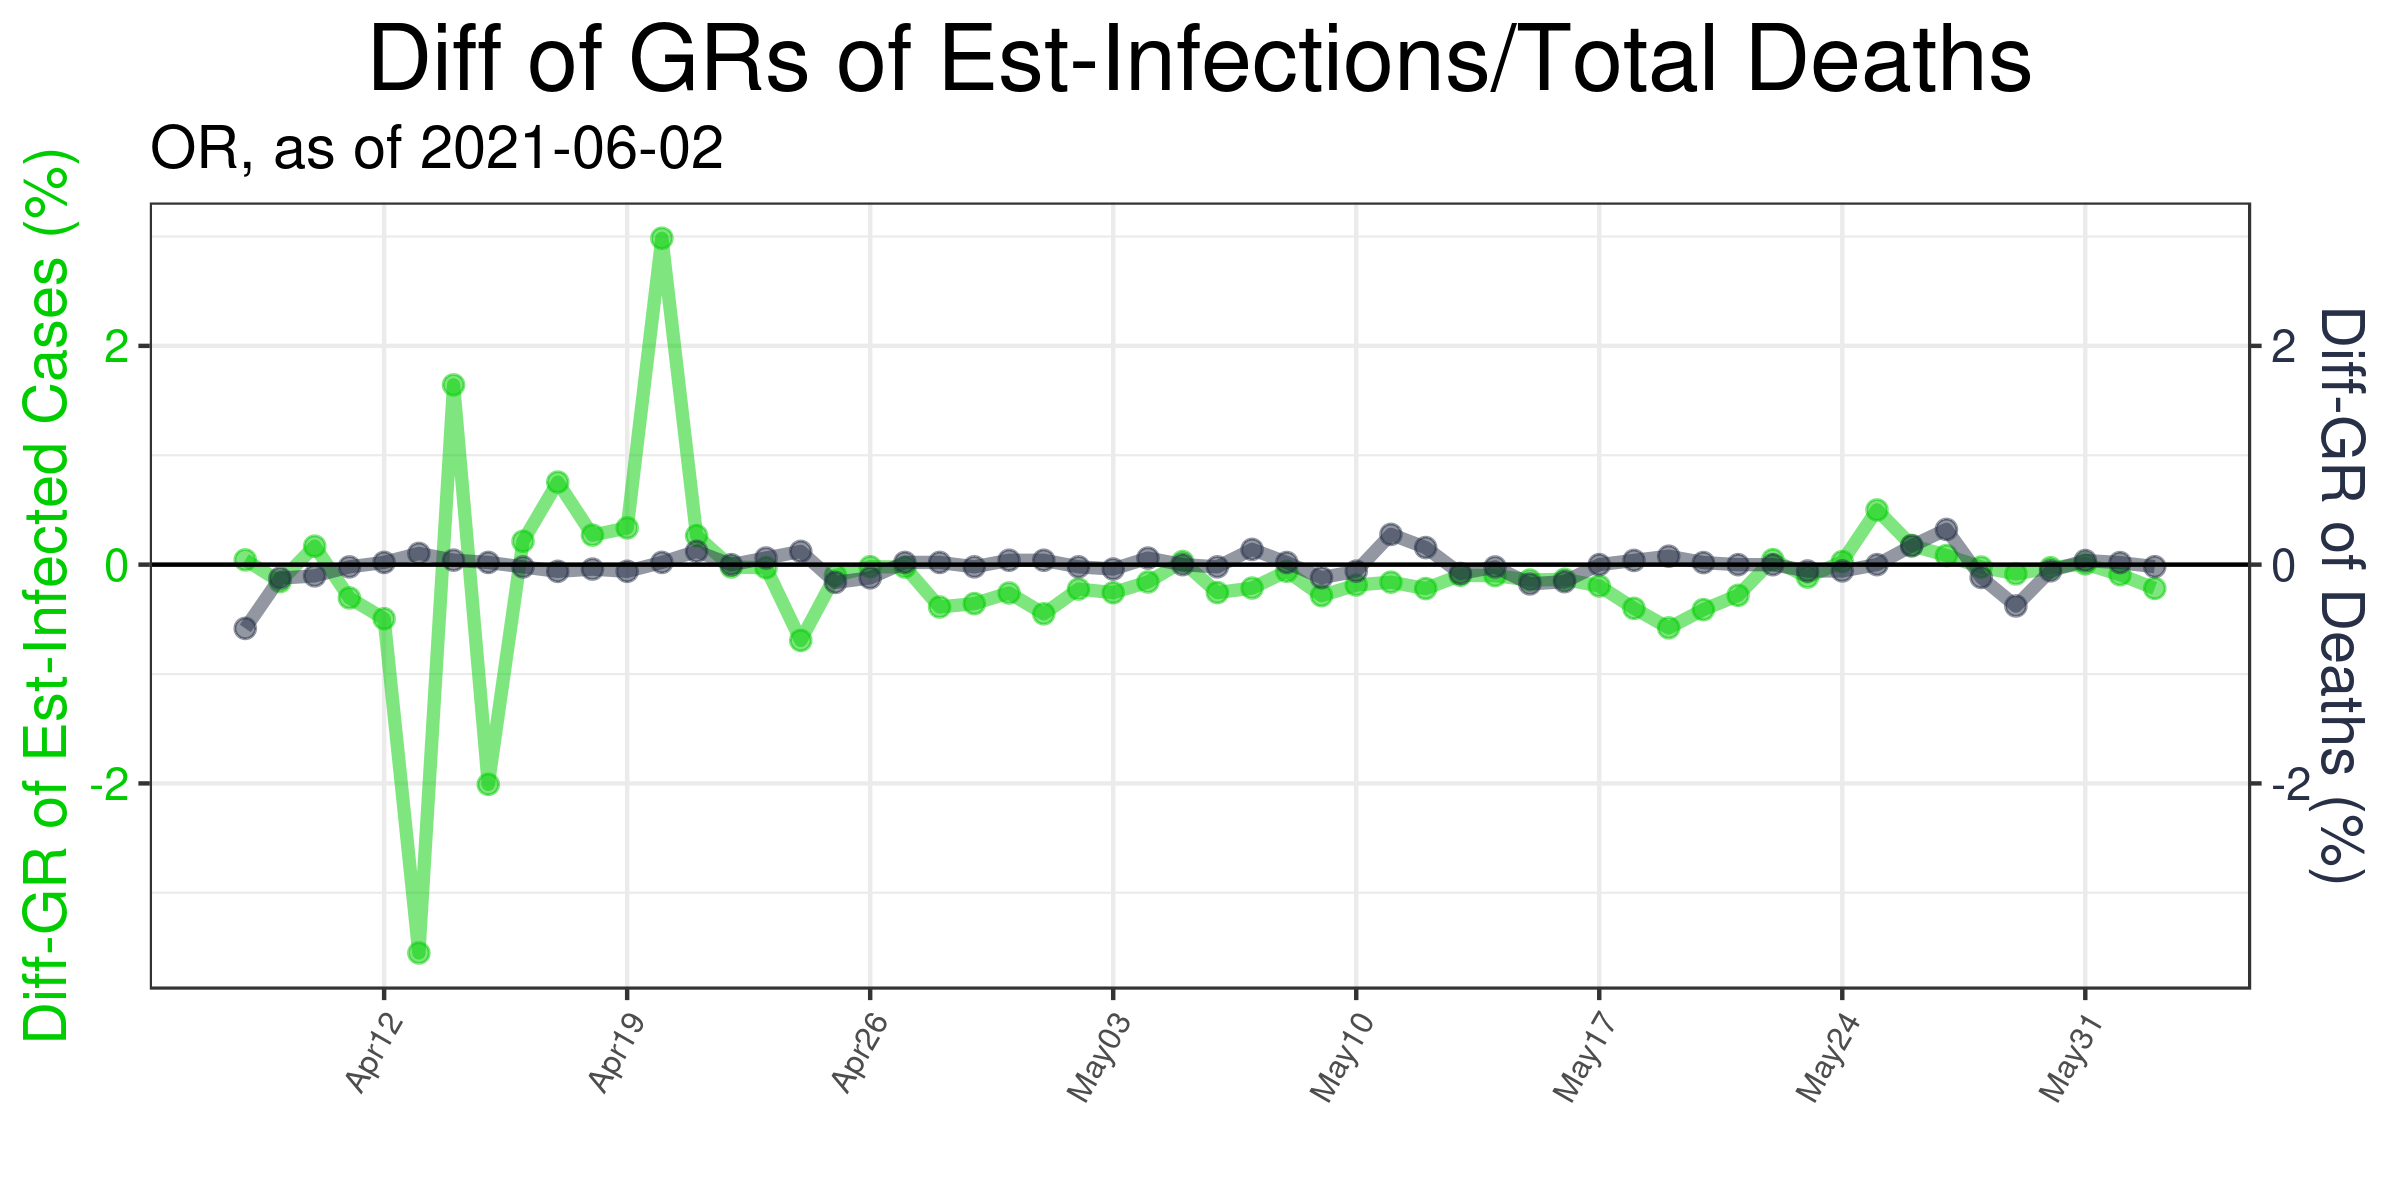 Diff of GRs of Est-Infections/Total Deaths
OR, as of 2021-06-02
Diff-GR of Est-Infected Cases (%)
2
0
-2
2
0
-2
Diff-GR of Deaths (%)
Apr12
Apr19
Apr26
May03
May10
May17
May24
May31